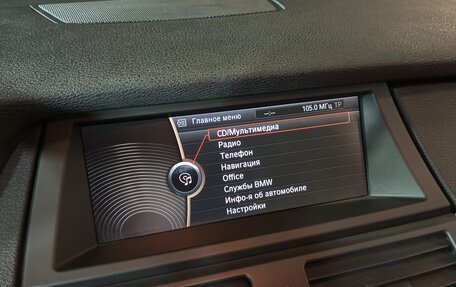 Главное меню --:-- 105.0 МГц TP
CD/Мультимедиа
Радио
Телефон
Навигация
Office
Службы BMW
Инфо-я об автомобиле
Настройки